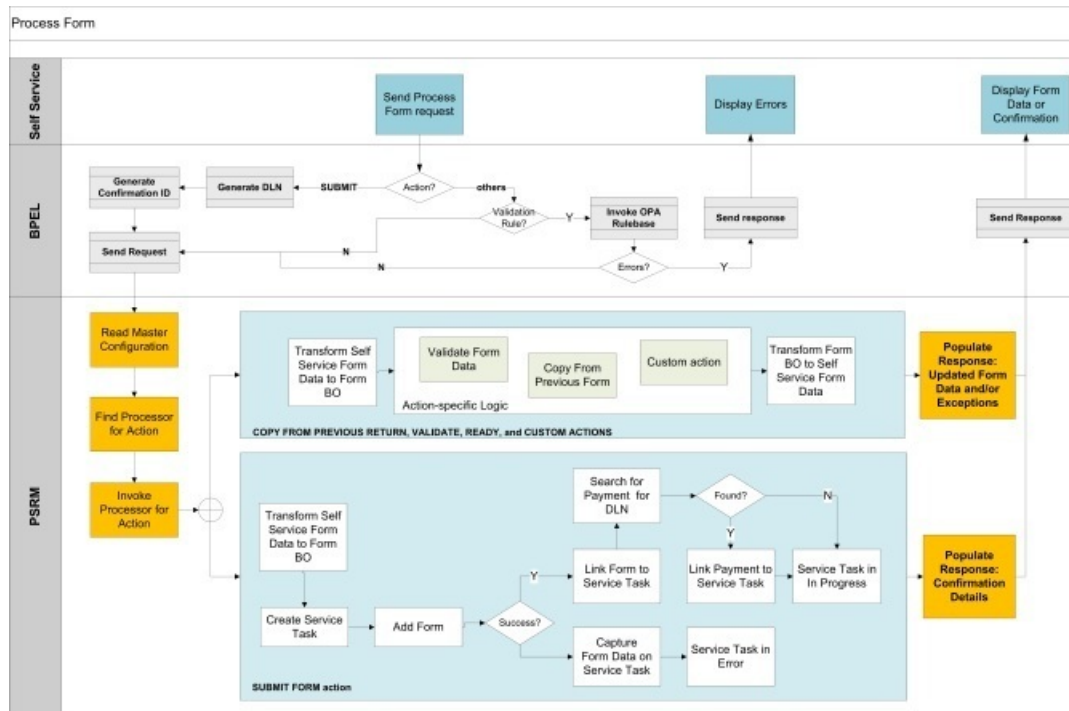 Process Form
Self Service
Send Process
Form request
Display Errors
Display Form
Data or
Confirmation
BPEL
Generate
Confirmation ID
Generate DLN
SUBMIT
Action?
others
Validation
Rule?
Y
Invoke OPA
Rulebase
Send response
Send Response
Send Request
N
N
Errors?
Y
PSRM
Read Master
Configuration
Find Processor
for Action
Invoke
Processor for
Action
Transform Self
Service Form
Data to Form
BO
Validate Form
Data
Copy From
Previous Form
Custom action
Action-specific Logic
Transform Form
BO to Self
Service Form
Data
COPY FROM PREVIOUS RETURN, VALIDATE, READY, and CUSTOM ACTIONS
Populate
Response:
Updated Form
Data and/or
Exceptions
Transform Self
Service Form
Data to Form
BO
Create Service
Task
Add Form
Success?
Y
Search for
Payment for
DLN
Found?
N
Y
Link Form to
Service Task
Link Payment to
Service Task
Service Task in
In Progress
Capture
Form Data on
Service Task
Service Task in
Error
SUBMIT FORM action
Populate
Response:
Confirmation
Details